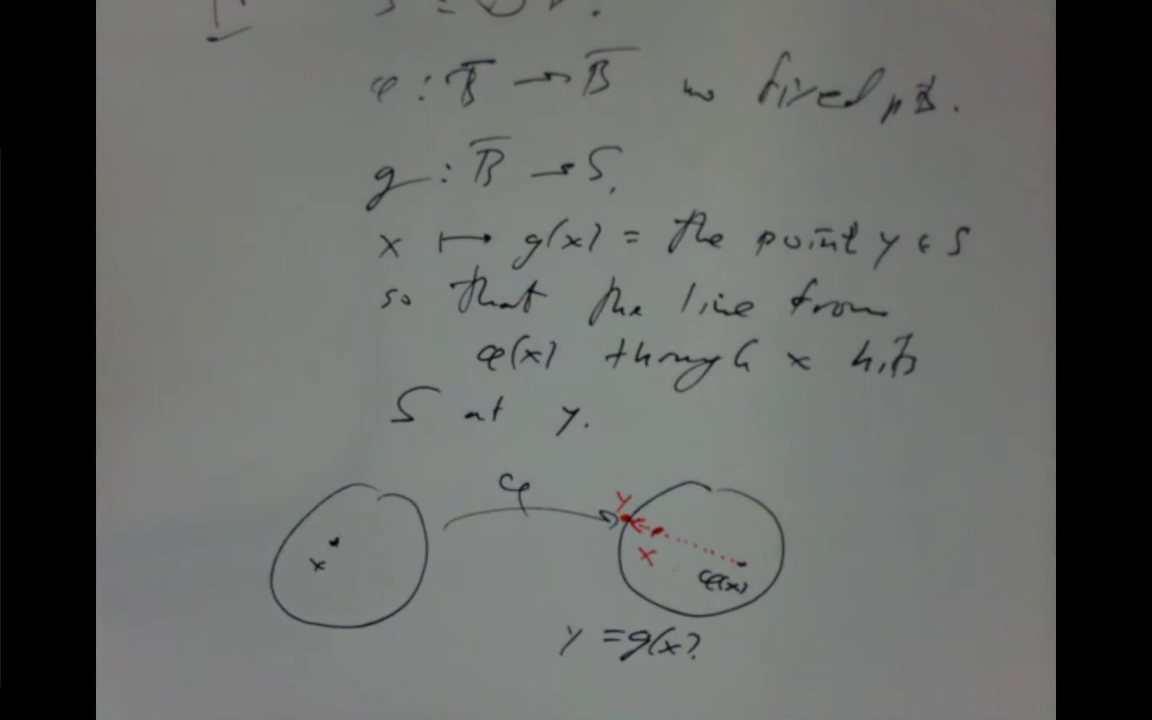 φ : B̅ → B̅ no fixed pts.
g : B̅ → S,
x ↦ g(x) = the point y ∈ S
so that the line from
φ(x) through x hits
S at y.
φ
y
x
x
φ(x)
y = g(x).